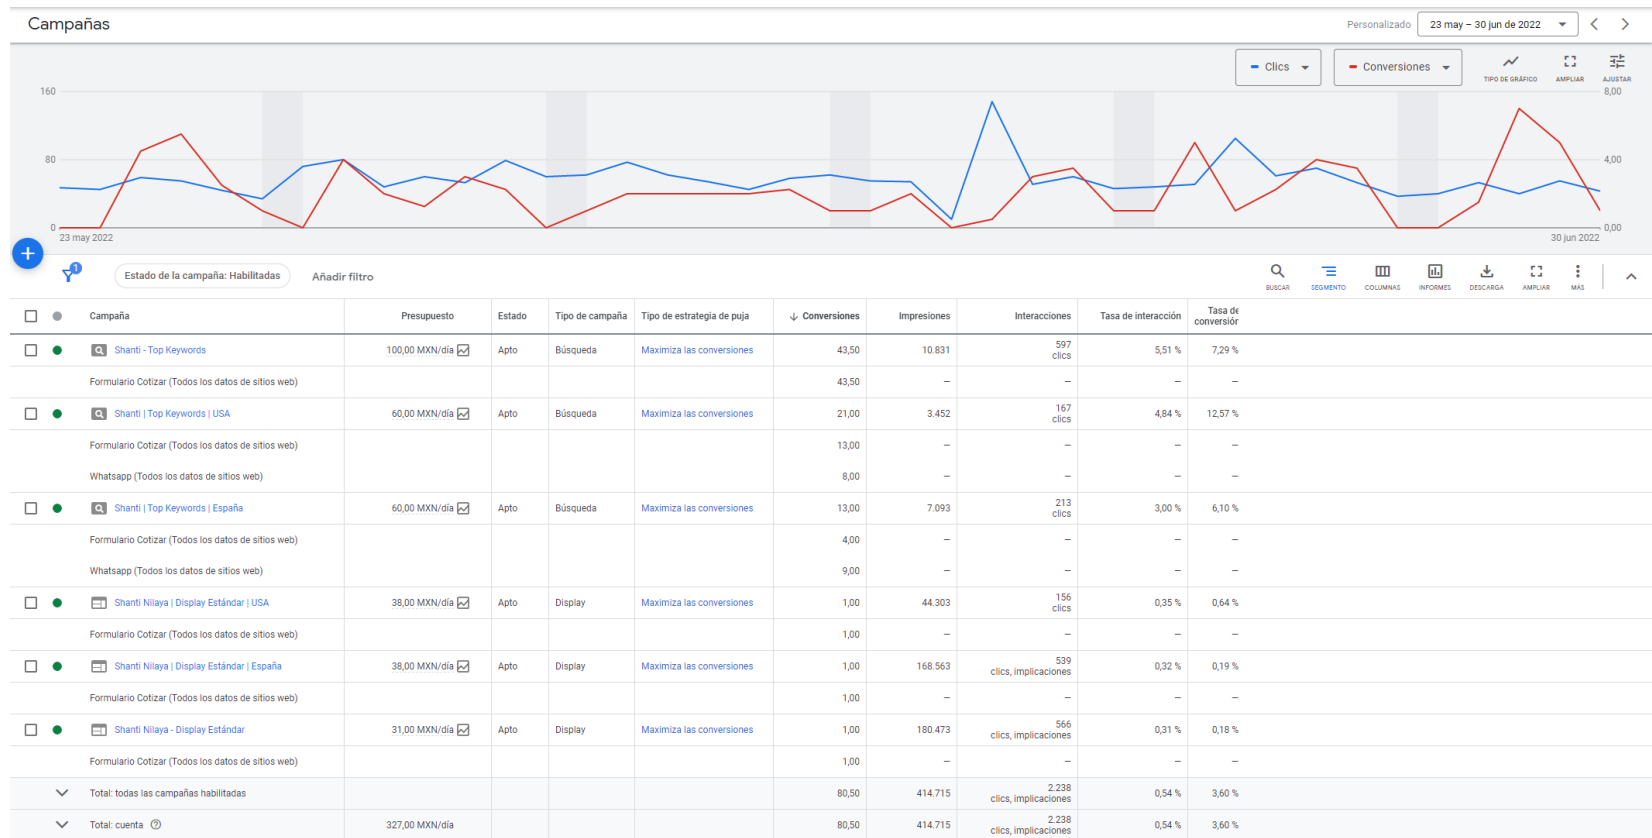 Campañas
Personalizado
23 may – 30 jun de 2022
Clics
Conversiones
TIPO DE GRÁFICO
AMPLIAR
AJUSTAR
160
8,00
80
4,00
0
0,00
23 may 2022
30 jun 2022
1
Estado de la campaña: Habilitadas
Añadir filtro
BUSCAR
SEGMENTO
COLUMNAS
INFORMES
DESCARGA
AMPLIAR
MÁS
Campaña Presupuesto Estado Tipo de campaña Tipo de estrategia de puja Conversiones Impresiones Interacciones Tasa de interacción Tasa de
conversión
Shanti - Top Keywords 100,00 MXN/día Apto Búsqueda Maximiza las conversiones 43,50 10.831 597 5,51 % 7,29 %
clics
Formulario Cotizar (Todos los datos de sitios web) 43,50 – – – –
Shanti | Top Keywords | USA 60,00 MXN/día Apto Búsqueda Maximiza las conversiones 21,00 3.452 167 4,84 % 12,57 %
clics
Formulario Cotizar (Todos los datos de sitios web) 13,00 – – – –
Whatsapp (Todos los datos de sitios web) 8,00 – – – –
Shanti | Top Keywords | España 60,00 MXN/día Apto Búsqueda Maximiza las conversiones 13,00 7.093 213 3,00 % 6,10 %
clics
Formulario Cotizar (Todos los datos de sitios web) 4,00 – – – –
Whatsapp (Todos los datos de sitios web) 9,00 – – – –
Shanti Nilaya | Display Estándar | USA 38,00 MXN/día Apto Display Maximiza las conversiones 1,00 44.303 156 0,35 % 0,64 %
clics
Formulario Cotizar (Todos los datos de sitios web) 1,00 – – – –
Shanti Nilaya | Display Estándar | España 38,00 MXN/día Apto Display Maximiza las conversiones 1,00 168.563 539 0,32 % 0,19 %
clics, implicaciones
Formulario Cotizar (Todos los datos de sitios web) 1,00 – – – –
Shanti Nilaya - Display Estándar 31,00 MXN/día Apto Display Maximiza las conversiones 1,00 180.473 566 0,31 % 0,18 %
clics, implicaciones
Formulario Cotizar (Todos los datos de sitios web) 1,00 – – – –
Total: todas las campañas habilitadas 80,50 414.715 2.238 0,54 % 3,60 %
clics, implicaciones
Total: cuenta 327,00 MXN/día 80,50 414.715 2.238 0,54 % 3,60 %
clics, implicaciones